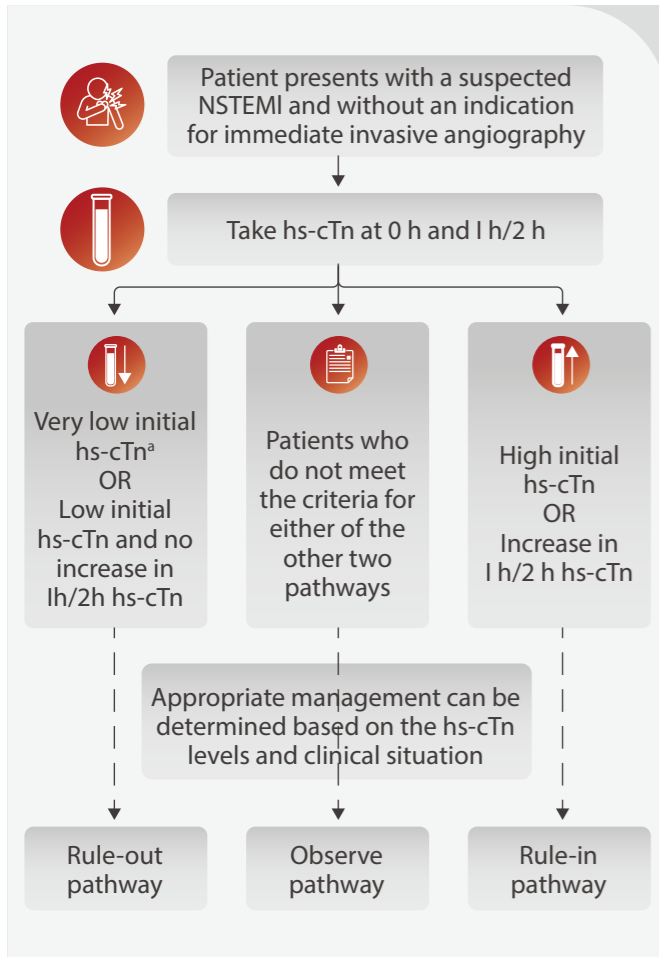 Patient presents with a suspected
NSTEMI and without an indication
for immediate invasive angiography
Take hs-cTn at 0 h and I h/2 h
Very low initial
hs-cTnᵃ
OR
Low initial
hs-cTn and no
increase in
Ih/2h hs-cTn
Patients who
do not meet
the criteria for
either of the
other two
pathways
High initial
hs-cTn
OR
Increase in
I h/2 h hs-cTn
Appropriate management can be
determined based on the hs-cTn
levels and clinical situation
Rule-out
pathway
Observe
pathway
Rule-in
pathway